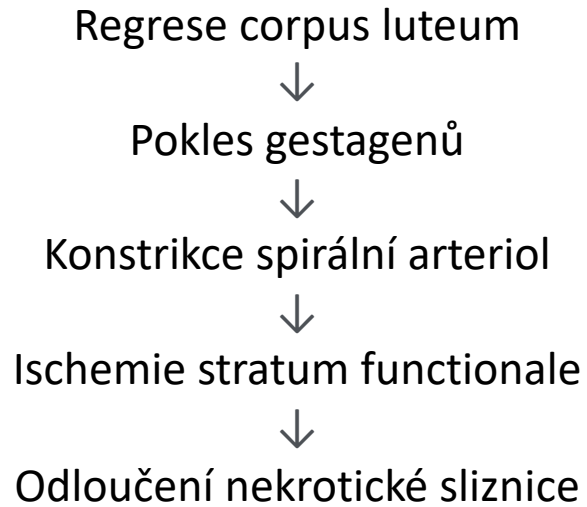 Regrese corpus luteum
↓
Pokles gestagenů
↓
Konstrikce spirální arteriol
↓
Ischemie stratum functionale
↓
Odloučení nekrotické sliznice